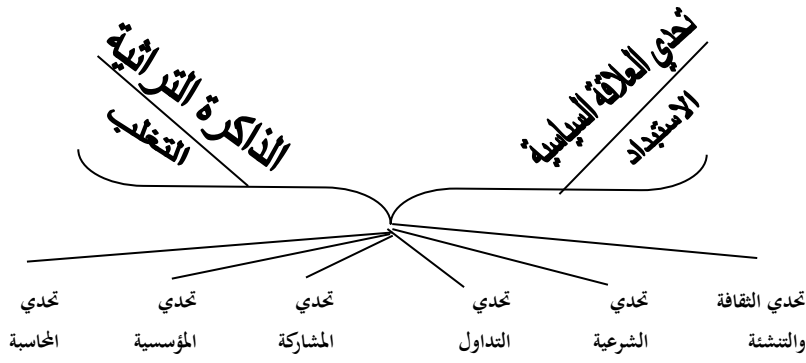 تحدي العلاقة السياسية
الاستبداد
الذاكرة التراثية
التغلب
تحدي الثقافة
والتنشئة
تحدي
الشرعية
تحدي
التداول
تحدي
المشاركة
تحدي
المؤسسية
تحدي
المحاسبة